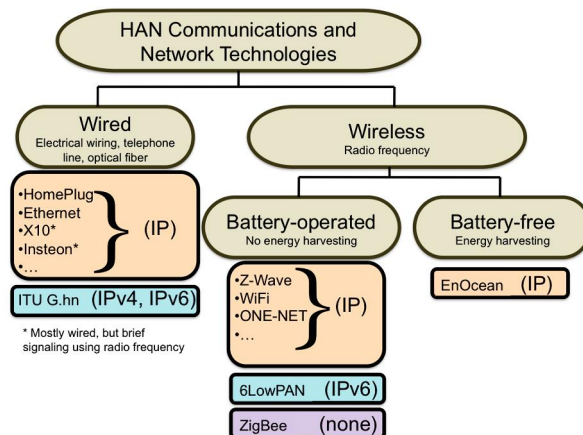 HAN Communications and
Network Technologies
Wired
Electrical wiring, telephone
line, optical fiber
Wireless
Radio frequency
•HomePlug
•Ethernet
•X10*
•Insteon*
•…
(IP)
ITU G.hn (IPv4, IPv6)
* Mostly wired, but brief
signaling using radio frequency
Battery-operated
No energy harvesting
•Z-Wave
•WiFi
•ONE-NET
•…
(IP)
6LowPAN (IPv6)
ZigBee (none)
Battery-free
Energy harvesting
EnOcean (IP)